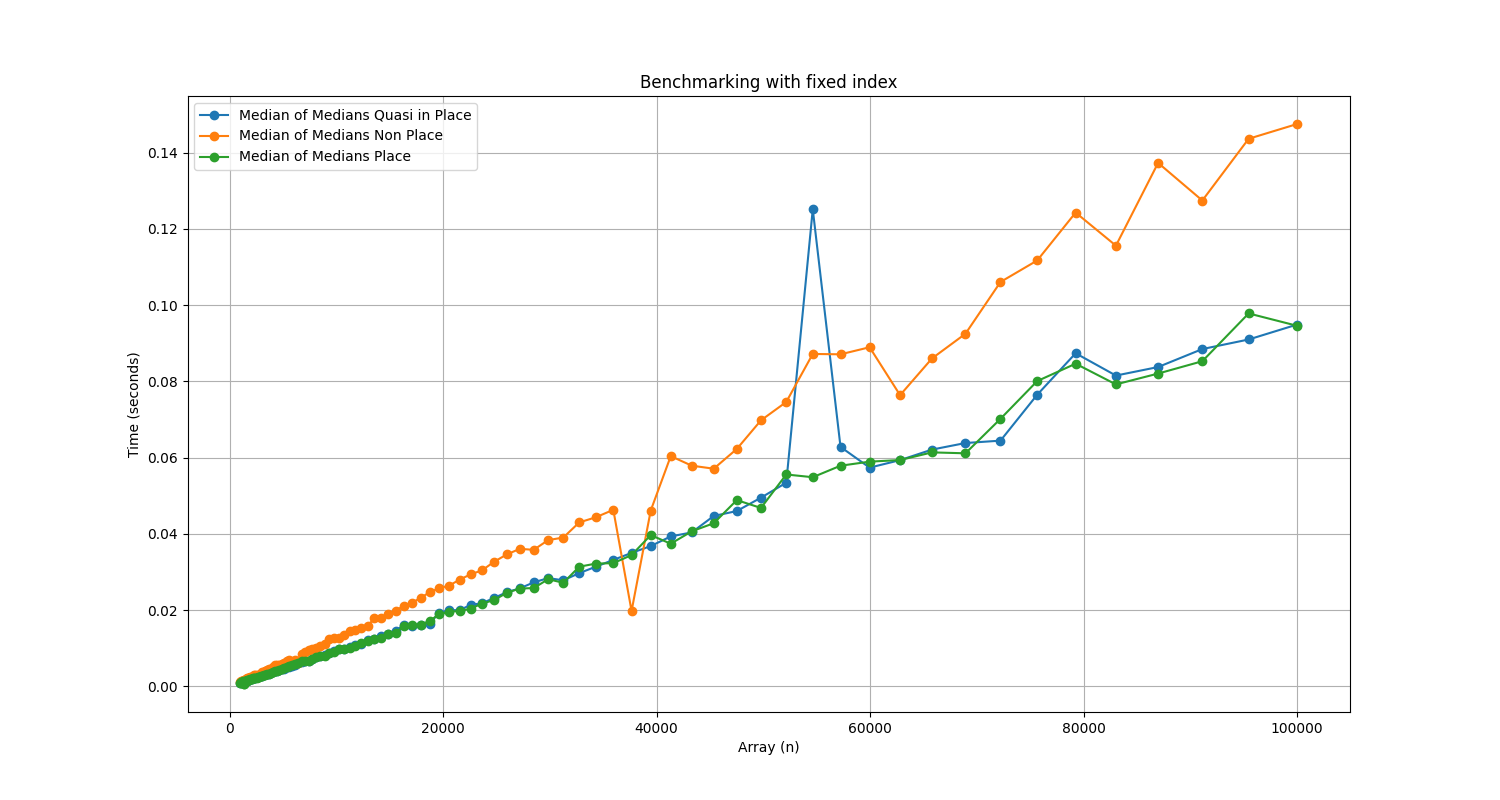 Benchmarking with fixed index
Median of Medians Quasi in Place
Median of Medians Non Place
Median of Medians Place
0.14
0.12
0.10
0.08
0.06
0.04
0.02
0.00
Time (seconds)
0 20000 40000 60000 80000 100000
Array (n)